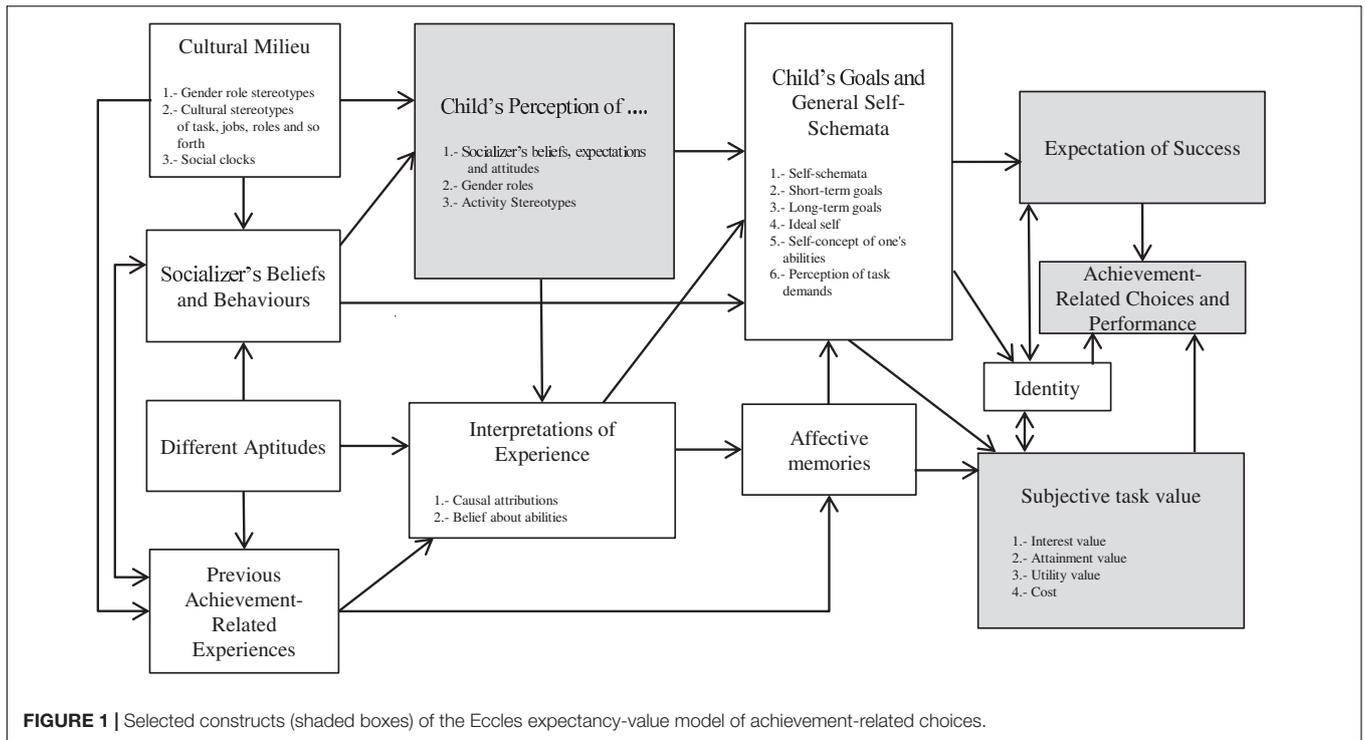 Cultural Milieu
1.- Gender role stereotypes
2.- Cultural stereotypes
of task, jobs, roles and so
forth
3.- Social clocks
Child's Perception of ....
1.- Socializer's beliefs, expectations
and attitudes
2.- Gender roles
3.- Activity Stereotypes
Child's Goals and
General Self-
Schemata
1.- Self-schemata
2.- Short-term goals
3.- Long-term goals
4.- Ideal self
5.- Self-concept of one's
abilities
6.- Perception of task
demands
Expectation of Success
Socializer's Beliefs
and Behaviours
Achievement-
Related Choices and
Performance
Identity
Different Aptitudes
Interpretations of
Experience
1.- Causal attributions
2.- Belief about abilities
Affective
memories
Subjective task value
1.- Interest value
2.- Attainment value
3.- Utility value
4.- Cost
Previous
Achievement-
Related
Experiences
FIGURE 1 | Selected constructs (shaded boxes) of the Eccles expectancy-value model of achievement-related choices.